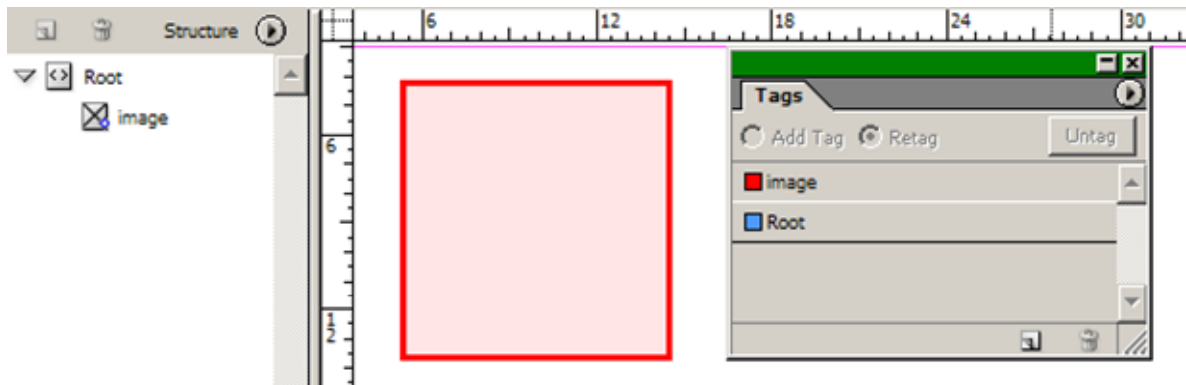 Structure
6 12 18 24 30
Root
image
6
1
2
Tags
Add Tag Retag Untag
image
Root